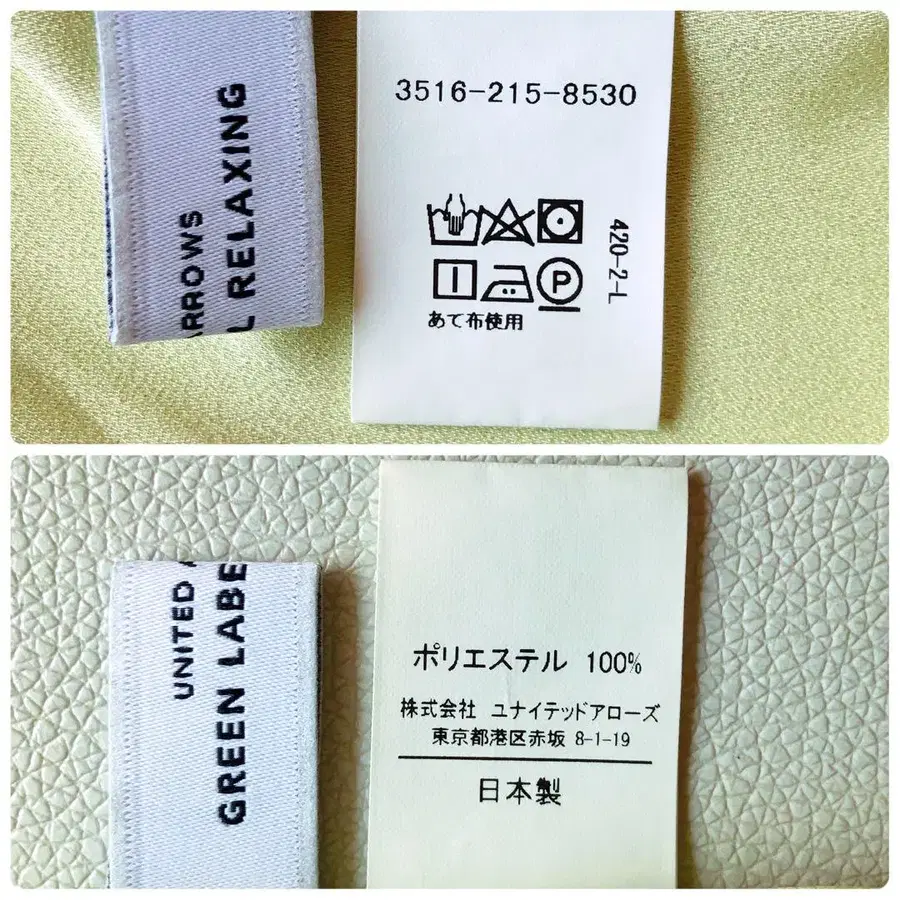 ARROWS
L RELAXING
3516-215-8530
420-2-L
P
あて布使用
UNITED A
GREEN LABE
ポリエステル 100%
株式会社 ユナイテッドアローズ
東京都港区赤坂 8-1-19
日本製